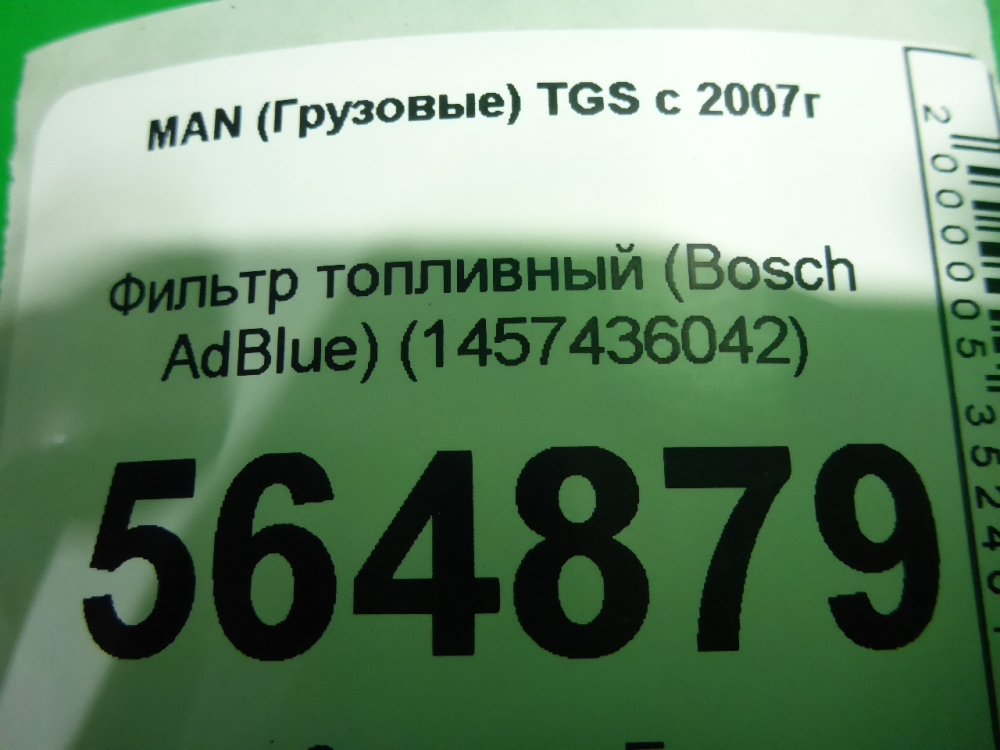 MAN (Грузовые) TGS с 2007г
Фильтр топливный (Bosch
AdBlue) (1457436042)
564879